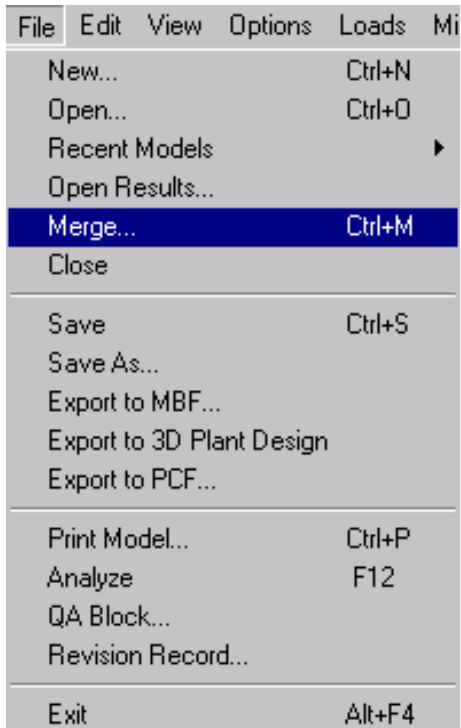 File Edit View Options Loads Mi
New... Ctrl+N
Open... Ctrl+O
Recent Models
Open Results...
Merge... Ctrl+M
Close
Save Ctrl+S
Save As...
Export to MBF...
Export to 3D Plant Design
Export to PCF...
Print Model... Ctrl+P
Analyze F12
QA Block...
Revision Record...
Exit Alt+F4